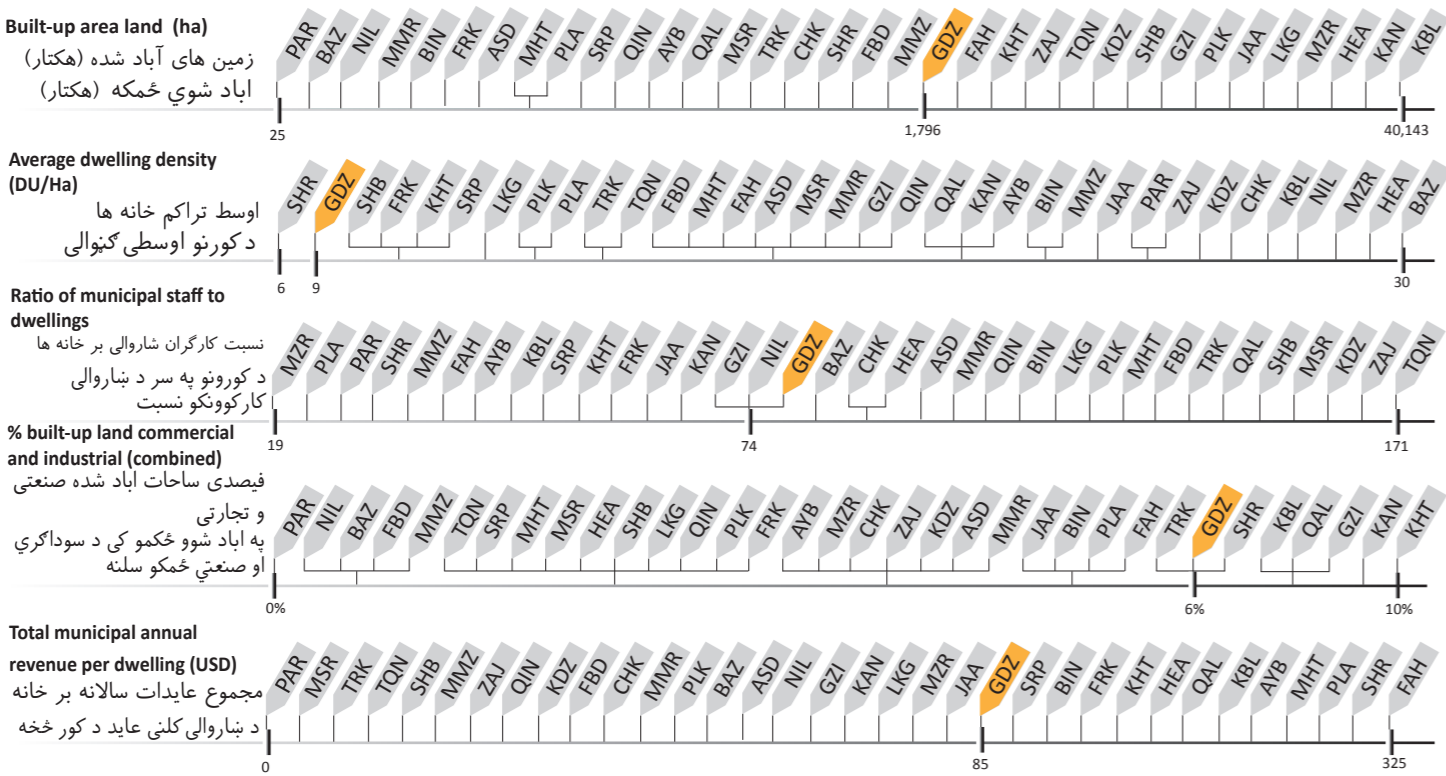 Built-up area land (ha)
زمین های آباد شده (هکتار)
اباد شوي ځمکه (هکتار)
PAR BAZ NIL MMR BIN FRK ASD MHT PLA SRP QIN AYB QAL MSR TRK CHK SHR FBD MMZ GDZ FAH KHT ZAJ TQN KDZ SHB GZI PLK JAA LKG MZR HEA KAN KBL
25 1,796 40,143
Average dwelling density
(DU/Ha)
اوسط تراکم خانه ها
د کورنو اوسطی ګڼوالی
SHR GDZ SHB FRK KHT SRP LKG PLK PLA TRK TQN FBD MHT FAH ASD MSR MMR GZI QIN QAL KAN AYB BIN MMZ JAA PAR ZAJ KDZ CHK KBL NIL MZR HEA BAZ
6 9 30
Ratio of municipal staff to
dwellings
نسبت کارگران شاروالی بر خانه ها
د کورونو په سر د ښاروالی
کارکوونکو نسبت
MZR PLA PAR SHR MMZ FAH AYB KBL SRP KHT FRK JAA KAN GZI NIL GDZ BAZ CHK HEA ASD MMR QIN BIN LKG PLK MHT FBD TRK QAL SHB MSR KDZ ZAJ TQN
19 74 171
% built-up land commercial
and industrial (combined)
فیصدی ساحات اباد شده صنعتی
و تجارتی
په اباد شوو ځکمو کی د سوداګري
او صنعتي ځمکو سلنه
PAR NIL BAZ FBD MMZ TQN SRP MHT MSR HEA SHB LKG QIN PLK FRK AYB MZR CHK ZAJ KDZ ASD MMR JAA BIN PLA FAH TRK GDZ SHR KBL QAL GZI KAN KHT
0% 6% 10%
Total municipal annual
revenue per dwelling (USD)
مجموع عایدات سالانه بر خانه
د ښاروالی کلنی عاید د کور څخه
PAR MSR TRK TQN SHB MMZ ZAJ QIN KDZ FBD CHK MMR PLK BAZ ASD NIL GZI KAN LKG MZR JAA GDZ SRP BIN FRK KHT HEA QAL KBL AYB MHT PLA SHR FAH
0 85 325